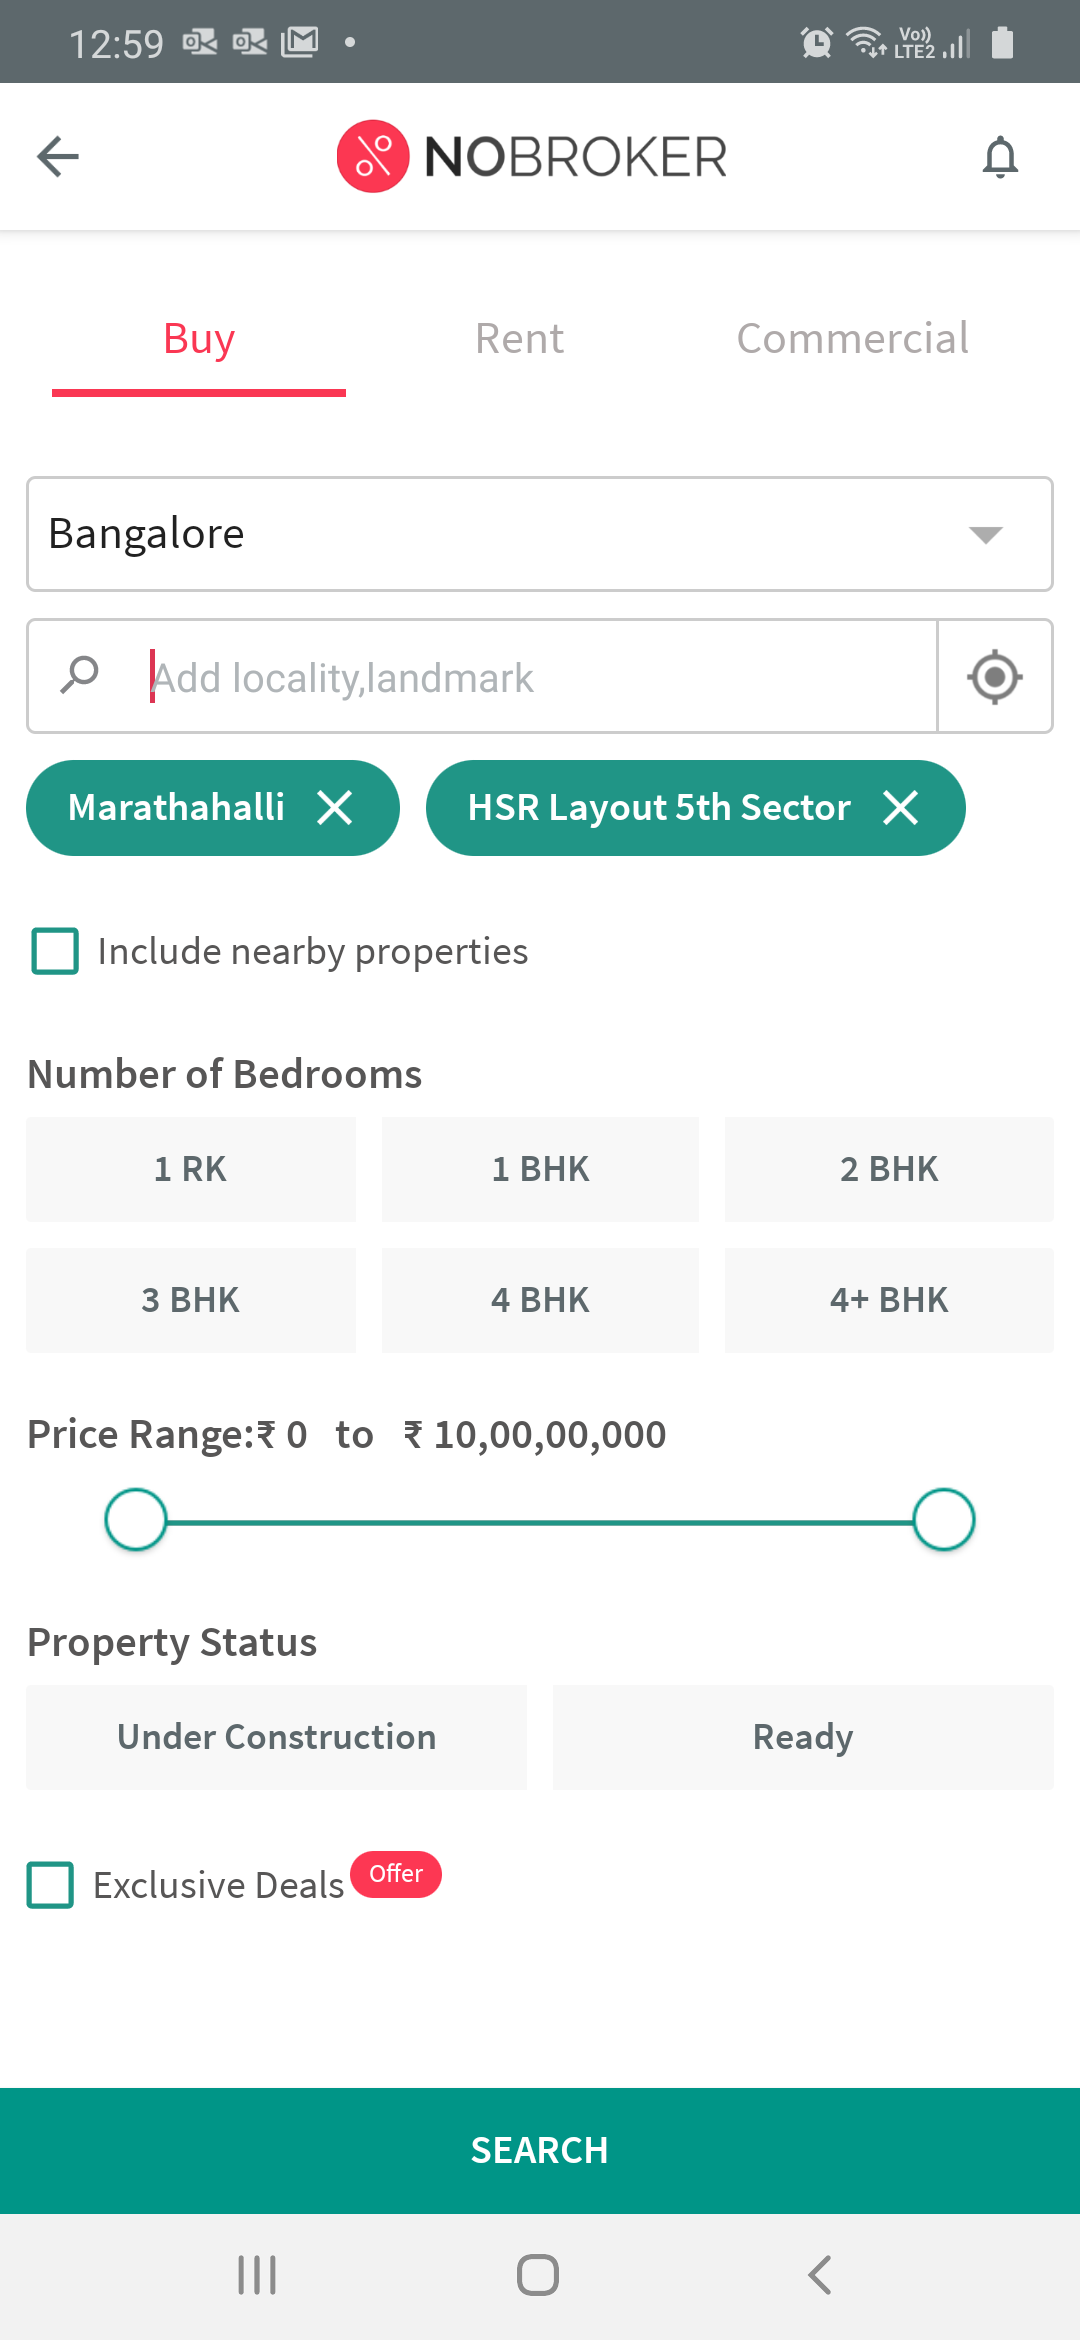 12:59
Vo)) LTE2
NOBROKER
Buy Rent Commercial
Bangalore
Add locality,landmark
Marathahalli HSR Layout 5th Sector
Include nearby properties
Number of Bedrooms
1 RK 1 BHK 2 BHK
3 BHK 4 BHK 4+ BHK
Price Range:₹ 0 to ₹ 10,00,00,000
Property Status
Under Construction Ready
Exclusive Deals Offer
SEARCH